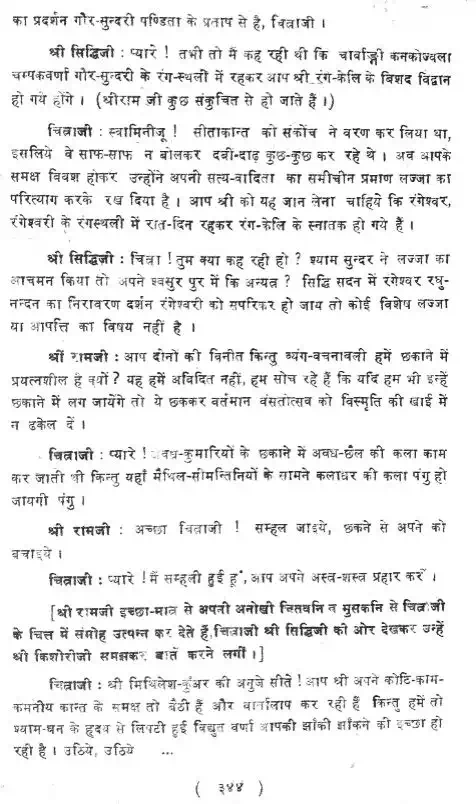 का प्रदर्शन गौर-सुन्दरी पण्डिता के प्रताप से है, चित्राजी ।
श्री सिद्धिजी : प्यारे ! तभी तो मैं कह रही थी कि चार्वाङ्गी कनकोज्वला
चम्पकवर्णा गौर-सुन्दरी के रंग-स्थली में रहकर आप श्री रंग-केलि के विशद विद्वान
हो गये होंगे । (श्रीराम जी कुछ संकुचित से हो जाते हैं ।)
चित्राजी : स्वामिनीजू ! सीताकान्त को संकोच ने वरण कर लिया था,
इसलिये वे साफ-साफ न बोलकर दबी-दाढ़ कुछ-कुछ कर रहे थे । अब आपके
समक्ष विवश होकर उन्होंने अपनी सत्य-वादिता का समीचीन प्रमाण लज्जा का
परित्याग करके रख दिया है । आप श्री को यह जान लेना चाहिये कि रंगेश्वर,
रंगेश्वरी के रंगस्थली में रात-दिन रहकर रंग-केलि के स्नातक हो गये हैं ।
श्री सिद्धिजी : चित्रा ! तुम क्या कह रही हो ? श्याम सुन्दर ने लज्जा का
आचमन किया तो अपने श्वसुर पुर में कि अन्यत्र ? सिद्धि सदन में रंगेश्वर रघु-
नन्दन का निरावरण दर्शन रंगेश्वरी को सपरिकर हो जाय तो कोई विशेष लज्जा
या आपत्ति का विषय नहीं है ।
श्री रामजी : आप दोनों की विनीत किन्तु व्यंग-वचनावली हमें छकाने में
प्रयत्नशील है क्यों ? यह हमें अविदित नहीं, हम सोच रहे हैं कि यदि हम भी इन्हें
छकाने में लग जायेंगे तो ये छककर वर्तमान वसंतोत्सव को विस्मृति की खाई में
न ढकेल दें ।
चित्राजी : प्यारे ! अवध-कुमारियों के छकाने में अवध-छैल की कला काम
कर जाती थी किन्तु यहाँ मैथिल-सीमन्तिनियों के सामने कलाधर की कला पंगु हो
जायगी पंगु ।
श्री रामजी : अच्छा चित्राजी ! सम्हल जाइये, छकने से अपने को
बचाइये ।
चित्राजी : प्यारे ! मैं सम्हली हुई हूँ, आप अपने अस्त्र-शस्त्र प्रहार करें ।
[श्री रामजी इच्छा-मात्र से अपनी अनोखी चितवनि व मुसकनि से चित्राजी
के चित्त में संमोह उत्पन्न कर देते हैं, चित्राजी श्री सिद्धिजी की ओर देखकर उन्हें
श्री किशोरीजी समझकर बातें करने लगीं ।]
चित्राजी : श्री मिथिलेश-कुँअर की अनुजे सीते ! आप श्री अपने कोटि-काम-
कमनीय कान्त के समक्ष तो बैठी हैं और वार्तालाप कर रही हैं किन्तु हमें तो
श्याम-घन के हृदय से लिपटी हुई विद्युत वर्णा आपकी झाँकी झाँकने की इच्छा हो
रही है । उठिये, उठिये ...
( ३४४ )